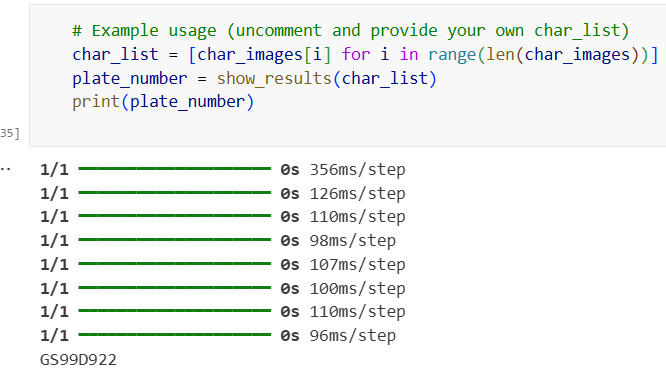 # Example usage (uncomment and provide your own char_list)
char_list = [char_images[i] for i in range(len(char_images))]
plate_number = show_results(char_list)
print(plate_number)
35]
..
1/1 ━━━━━━━━━━━━━━━━━━━━ 0s 356ms/step
1/1 ━━━━━━━━━━━━━━━━━━━━ 0s 126ms/step
1/1 ━━━━━━━━━━━━━━━━━━━━ 0s 110ms/step
1/1 ━━━━━━━━━━━━━━━━━━━━ 0s 98ms/step
1/1 ━━━━━━━━━━━━━━━━━━━━ 0s 107ms/step
1/1 ━━━━━━━━━━━━━━━━━━━━ 0s 100ms/step
1/1 ━━━━━━━━━━━━━━━━━━━━ 0s 110ms/step
1/1 ━━━━━━━━━━━━━━━━━━━━ 0s 96ms/step
GS99D922